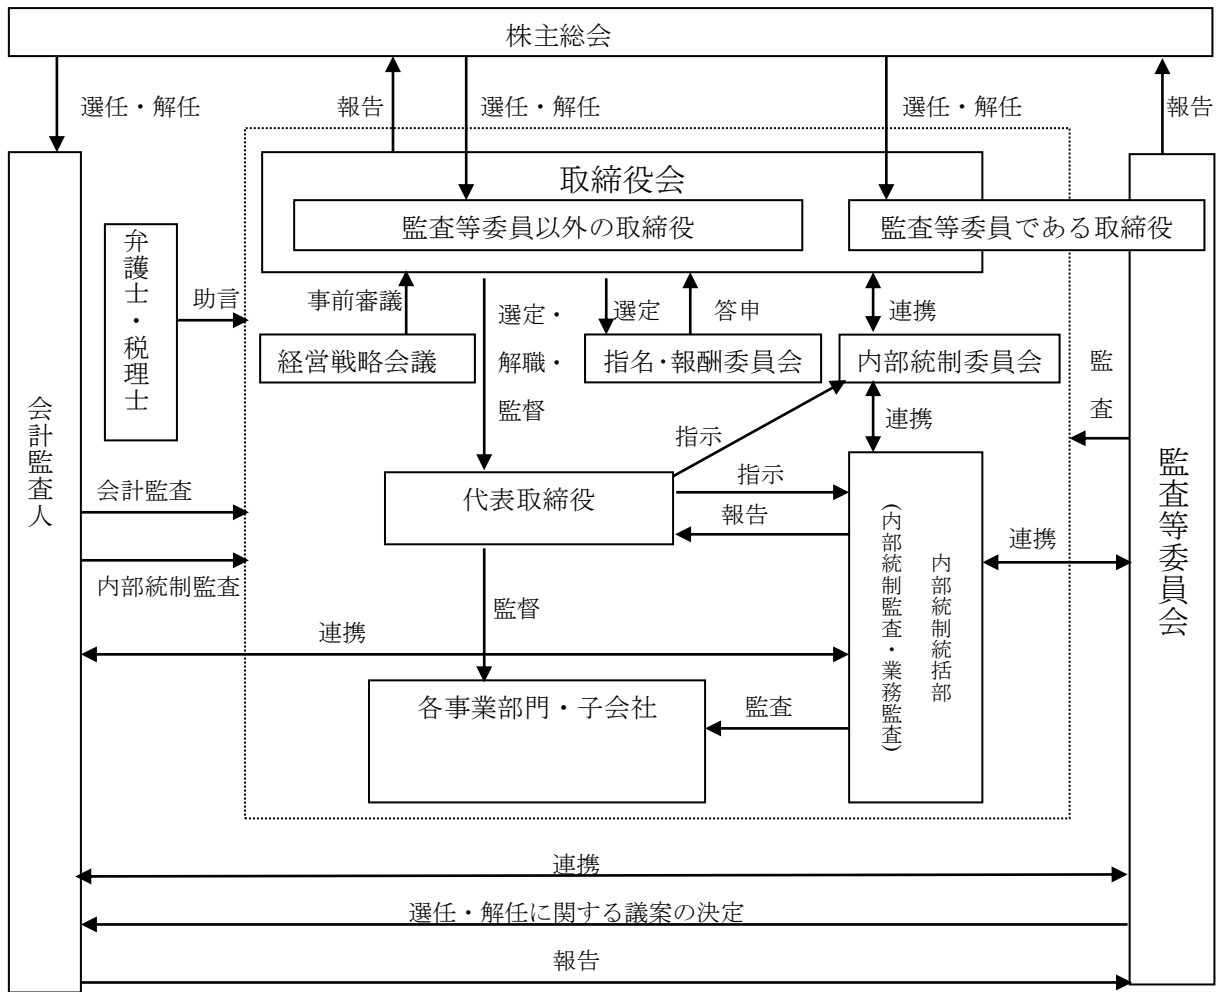 株主総会
選任・解任
報告
選任・解任
選任・解任
報告
取締役会
監査等委員以外の取締役
監査等委員である取締役
弁護士・税理士
助言
事前審議
選定・
解職・
監督
選定
答申
連携
経営戦略会議
指名・報酬委員会
内部統制委員会
監
査
会計監査人
連携
指示
監査等委員会
代表取締役
指示
報告
会計監査
内部統制監査
内部統制統括部
(内部統制監査・業務監査)
連携
監督
連携
各事業部門・子会社
監査
連携
選任・解任に関する議案の決定
報告